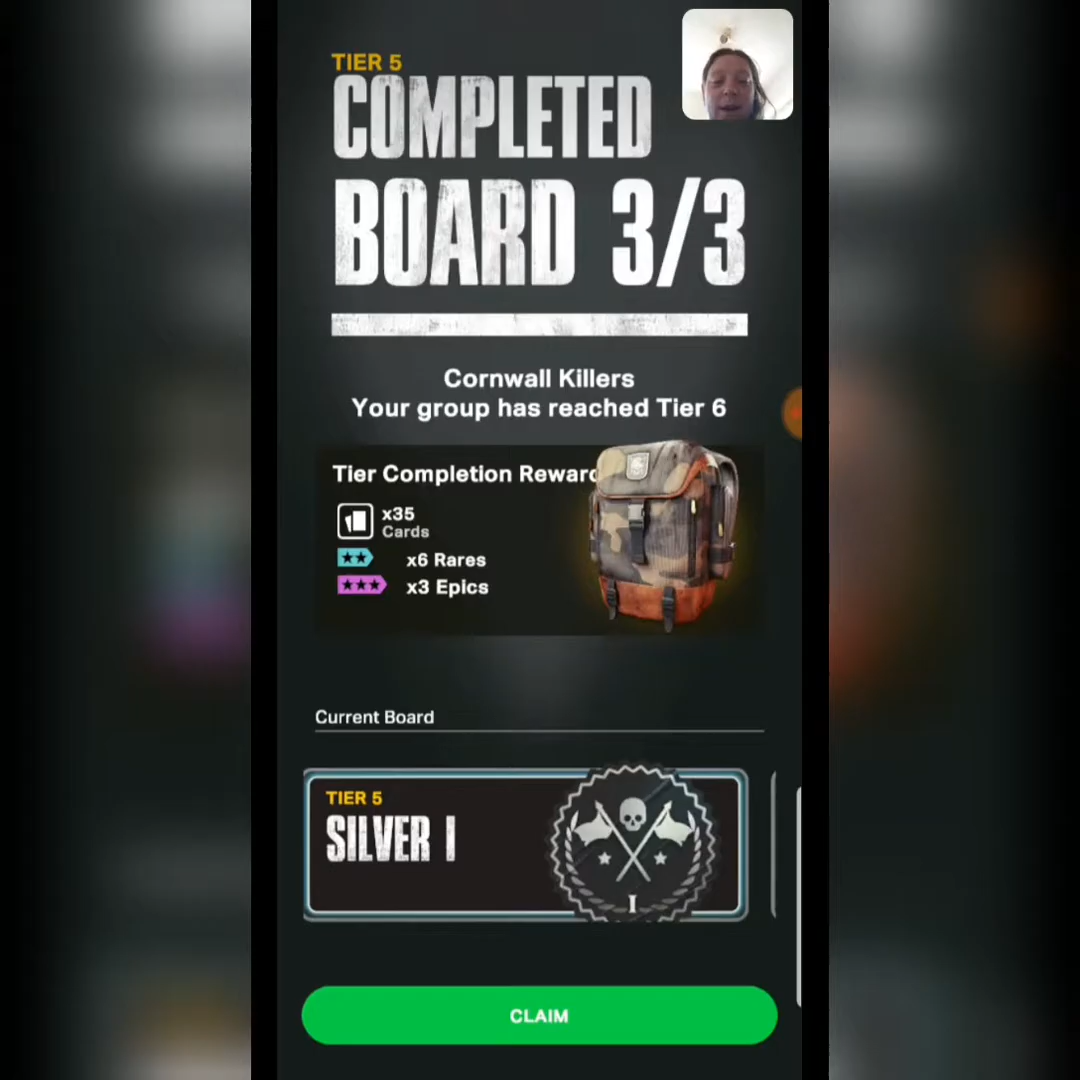 TIER 5
COMPLETED
BOARD 3/3
Cornwall Killers
Your group has reached Tier 6
Tier Completion Reward
x35
Cards
x6 Rares
x3 Epics
Current Board
TIER 5
SILVER I
I
CLAIM